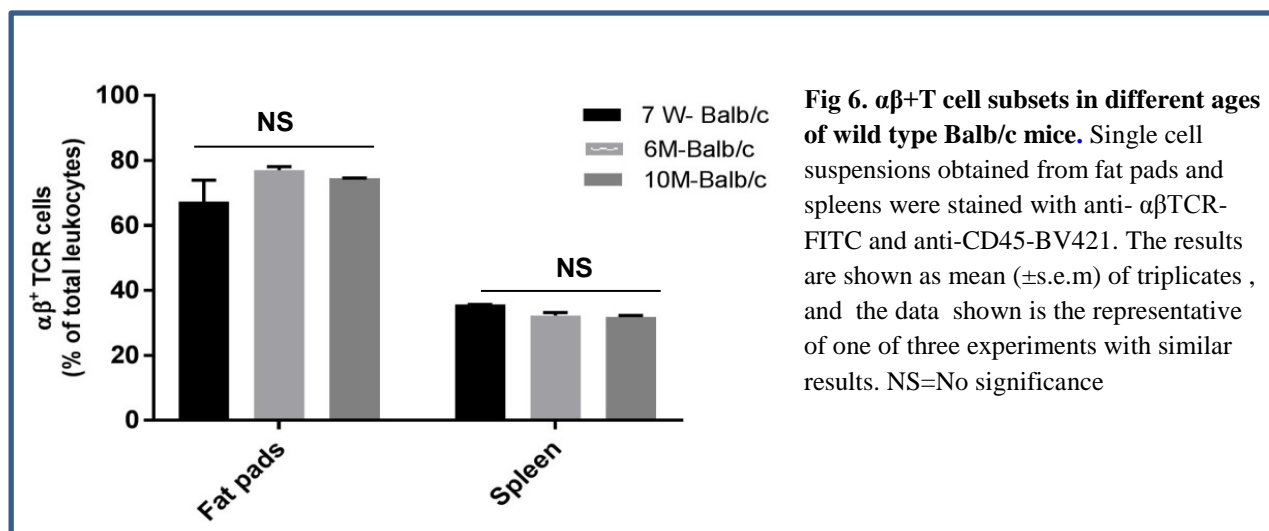 100
80
60
40
20
0
αβ⁺ TCR cells
(% of total leukocytes)
NS
NS
Fat pads
Spleen
7 W- Balb/c
6M-Balb/c
10M-Balb/c
Fig 6. αβ+T cell subsets in different ages
of wild type Balb/c mice. Single cell
suspensions obtained from fat pads and
spleens were stained with anti- αβTCR-
FITC and anti-CD45-BV421. The results
are shown as mean (±s.e.m) of triplicates ,
and the data shown is the representative
of one of three experiments with similar
results. NS=No significance